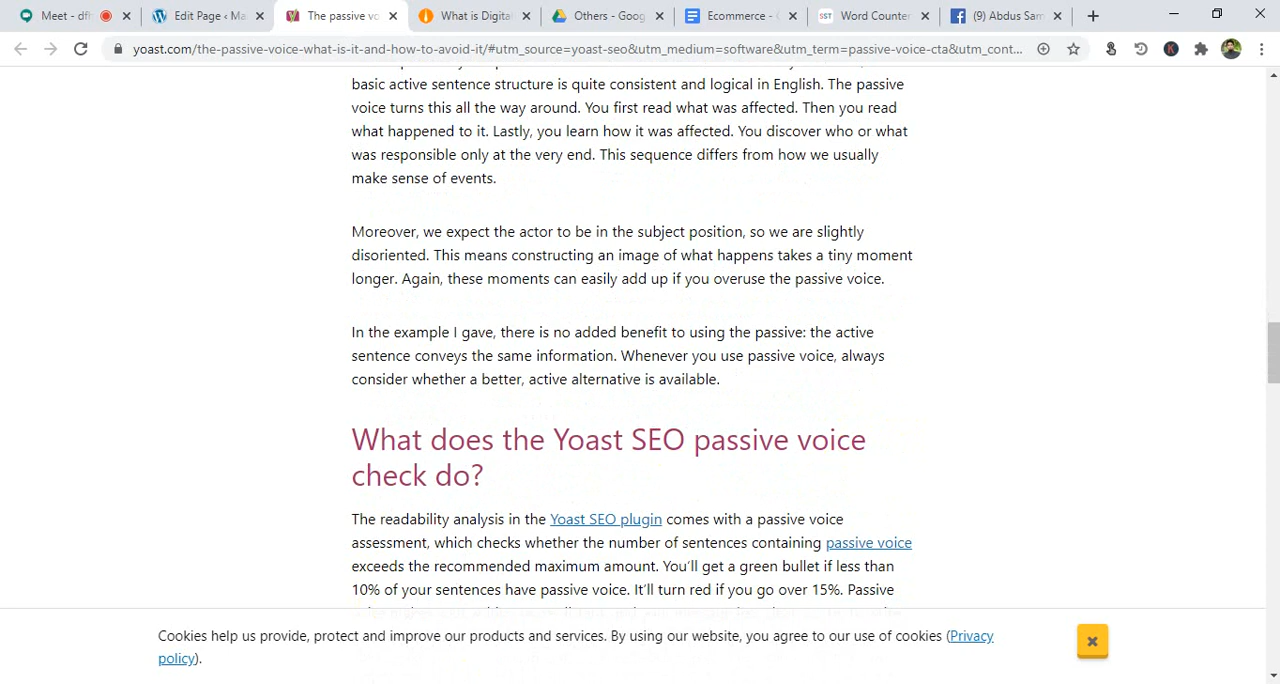 Meet - dfh
Edit Page ‹ Ma
The passive vo
What is Digita
Others - Goog
Ecommerce - G
SST
Word Counter
(9) Abdus Sam
yoast.com/the-passive-voice-what-is-it-and-how-to-avoid-it/#utm_source=yoast-seo&utm_medium=software&utm_term=passive-voice-cta&utm_cont...
K
basic active sentence structure is quite consistent and logical in English. The passive
voice turns this all the way around. You first read what was affected. Then you read
what happened to it. Lastly, you learn how it was affected. You discover who or what
was responsible only at the very end. This sequence differs from how we usually
make sense of events.
Moreover, we expect the actor to be in the subject position, so we are slightly
disoriented. This means constructing an image of what happens takes a tiny moment
longer. Again, these moments can easily add up if you overuse the passive voice.
In the example I gave, there is no added benefit to using the passive: the active
sentence conveys the same information. Whenever you use passive voice, always
consider whether a better, active alternative is available.
What does the Yoast SEO passive voice
check do?
The readability analysis in the Yoast SEO plugin comes with a passive voice
assessment, which checks whether the number of sentences containing passive voice
exceeds the recommended maximum amount. You'll get a green bullet if less than
10% of your sentences have passive voice. It'll turn red if you go over 15%. Passive
Cookies help us provide, protect and improve our products and services. By using our website, you agree to our use of cookies (Privacy
policy).